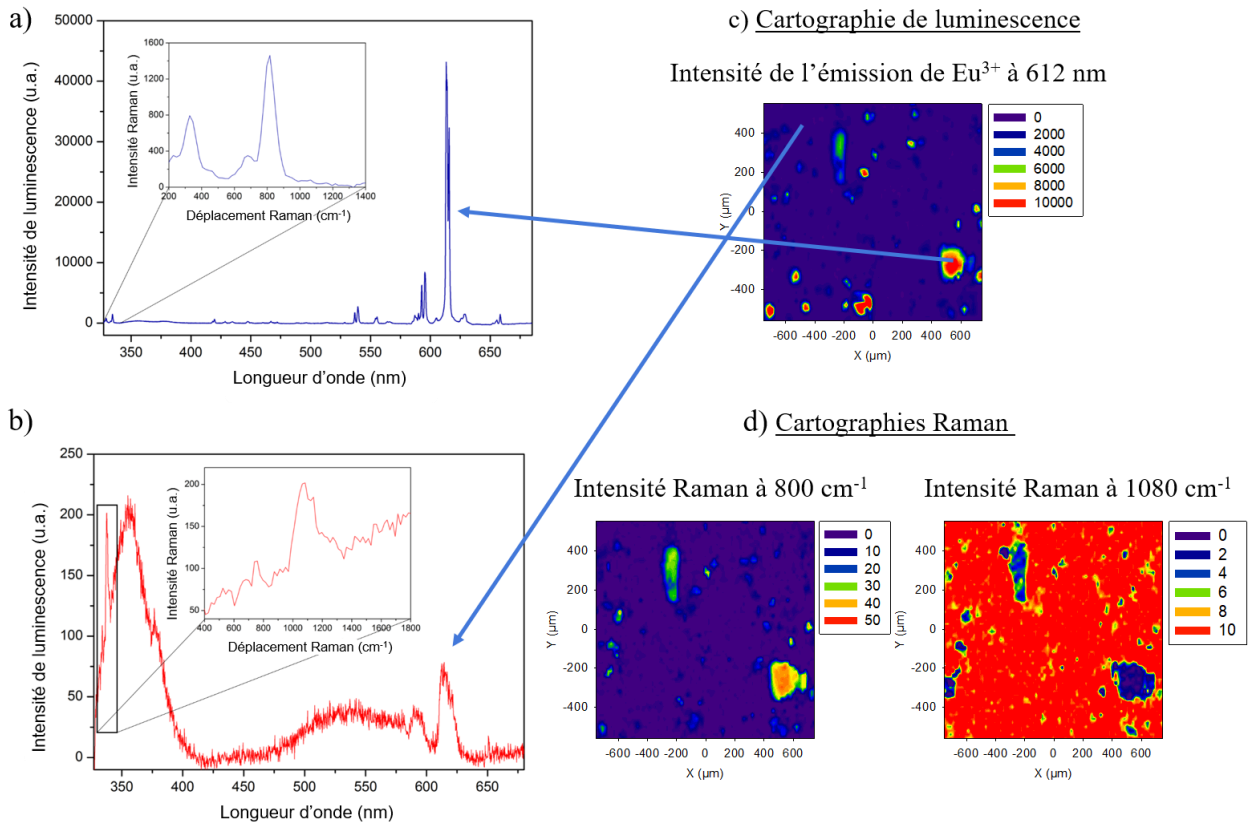 a)
50000
40000
30000
20000
10000
0
Intensité de luminescence (u.a.)
350 400 450 500 550 600 650
Longueur d'onde (nm)
1600
1200
800
400
0
Intensité Raman (u.a.)
200 400 600 800 1000 1200 1400
Déplacement Raman (cm-1)
c) Cartographie de luminescence
Intensité de l’émission de Eu³⁺ à 612 nm
400
200
0
-200
-400
Y (µm)
-600 -400 -200 0 200 400 600
X (µm)
0
2000
4000
6000
8000
10000
b)
250
200
150
100
50
0
Intensité de luminescence (u.a.)
350 400 450 500 550 600 650
Longueur d'onde (nm)
200
150
100
50
Intensité Raman (u.a.)
400 600 800 1000 1200 1400 1600 1800
Déplacement Raman (cm-1)
d) Cartographies Raman
Intensité Raman à 800 cm-1
400
200
0
-200
-400
Y (µm)
-600 -400 -200 0 200 400 600
X (µm)
0
10
20
30
40
50
Intensité Raman à 1080 cm-1
400
200
0
-200
-400
Y (µm)
-600 -400 -200 0 200 400 600
X (µm)
0
2
4
6
8
10